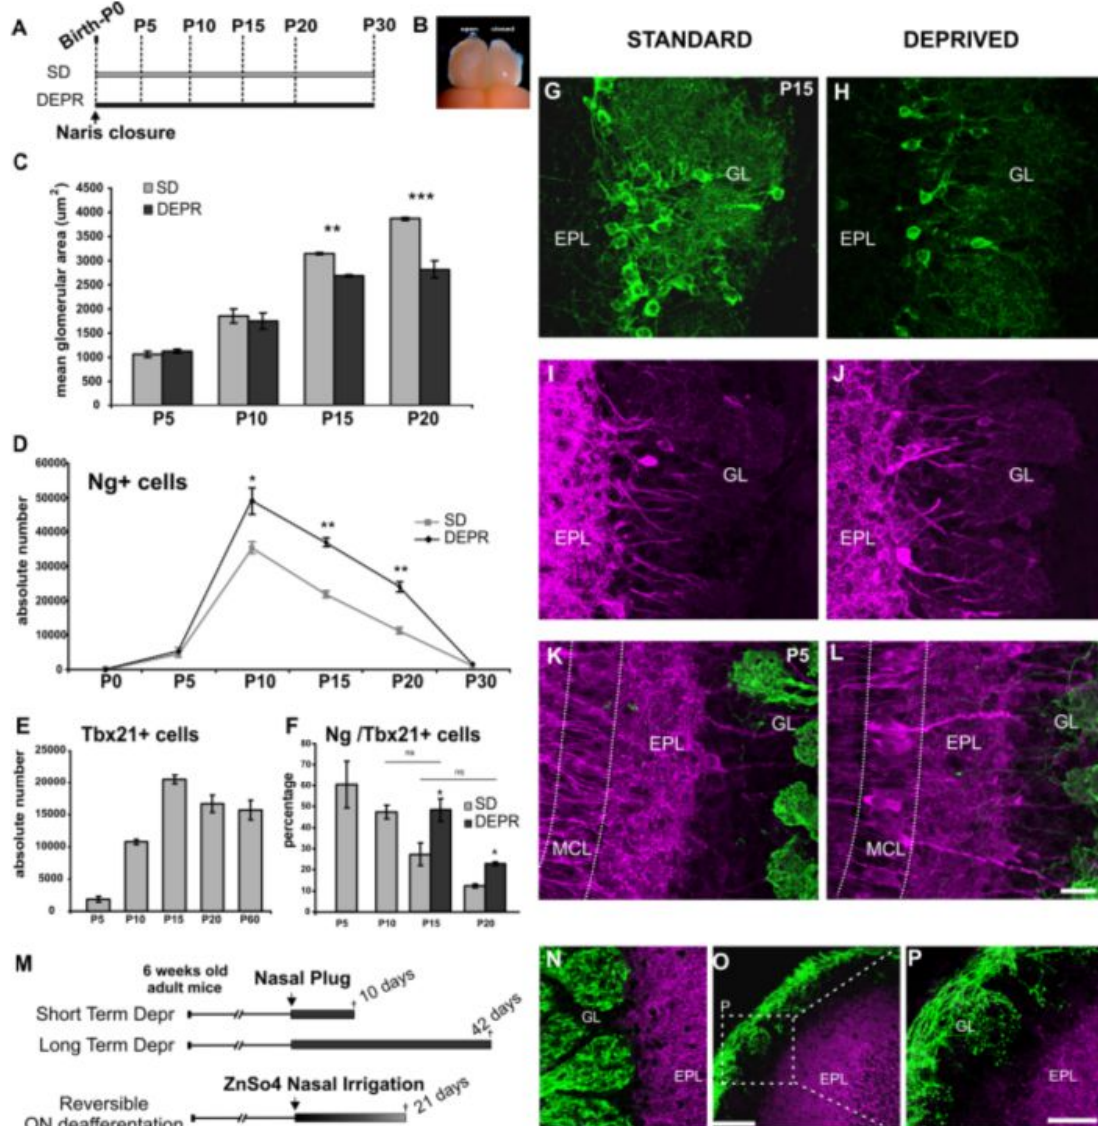 A
Birth-P0
P5
P10
P15
P20
P30
SD
DEPR
Naris closure
B
open closed
STANDARD
DEPRIVED
C
mean glomerular area (um²)
4500
4000
3500
3000
2500
2000
1500
1000
500
0
SD
DEPR
**
***
P5 P10 P15 P20
D
Ng+ cells
absolute number
60000
50000
40000
30000
20000
10000
0
*
**
**
SD
DEPR
P0 P5 P10 P15 P20 P30
E
Tbx21+ cells
absolute number
25000
20000
15000
10000
5000
0
P5 P10 P15 P20 P60
F
Ng /Tbx21+ cells
percentage
80
70
60
50
40
30
20
10
0
ns
*
SD
DEPR
*
P5 P10 P15 P20
G
P15
GL
EPL
H
GL
EPL
I
GL
EPL
J
GL
EPL
K
P5
GL
EPL
MCL
L
GL
EPL
MCL
M
6 weeks old
adult mice
Nasal Plug
10 days
Short Term Depr
42 days
Long Term Depr
ZnSo4 Nasal Irrigation
21 days
Reversible
ON deafferentation
N
GL
EPL
O
P
EPL
P
GL
EPL